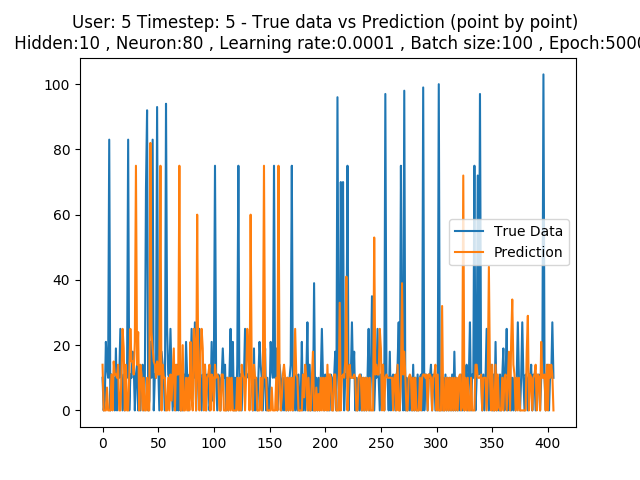 User: 5 Timestep: 5 - True data vs Prediction (point by point)
Hidden:10 , Neuron:80 , Learning rate:0.0001 , Batch size:100 , Epoch:5000
100
80
60
40
20
0
True Data
Prediction
0 50 100 150 200 250 300 350 400